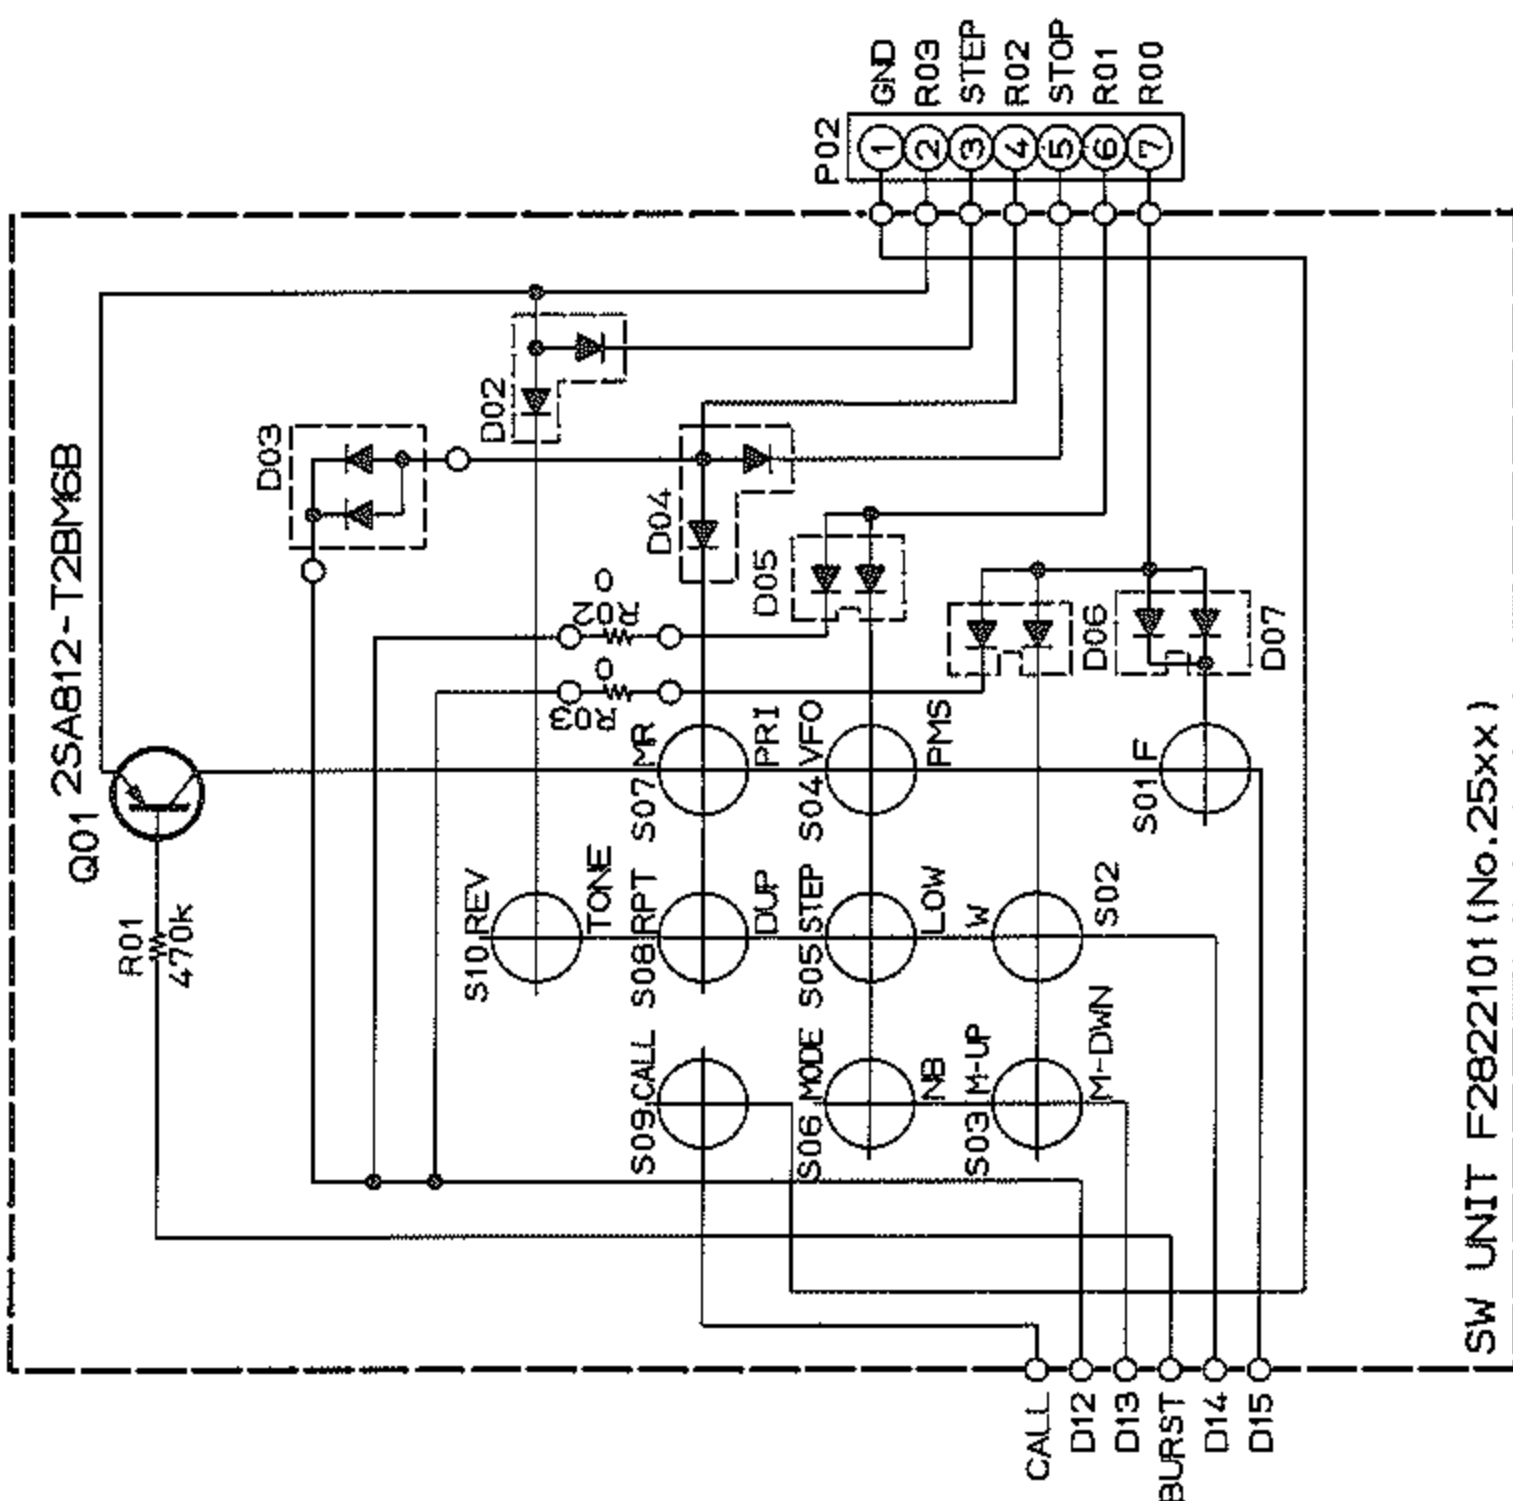 P02
1 GND
2 R03
3 STEP
4 R02
5 STOP
6 R01
7 R00
Q01 2SA812-T2BM6B
R01
470k
D03
D02
D04
D05
D06
D07
R02
0
R03
0
S07 MR
PRI
S04 VFO
PMS
S01 F
S10 REV
TONE
S08 RPT
DUP
S05 STEP
LOW
W
S02
S09 CALL
S06 MODE
NB
S03 M-UP
M-DWN
CALL
D12
D13
BURST
D14
D15
SW UNIT F2822101 (No.25xx)